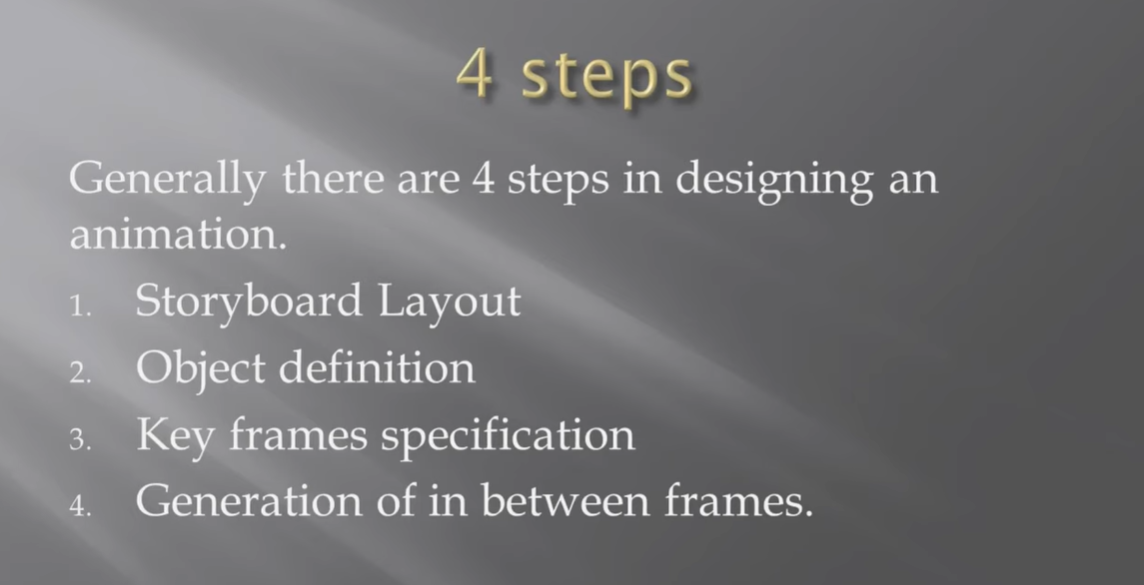 4 steps
Generally there are 4 steps in designing an
animation.
1. Storyboard Layout
2. Object definition
3. Key frames specification
4. Generation of in between frames.